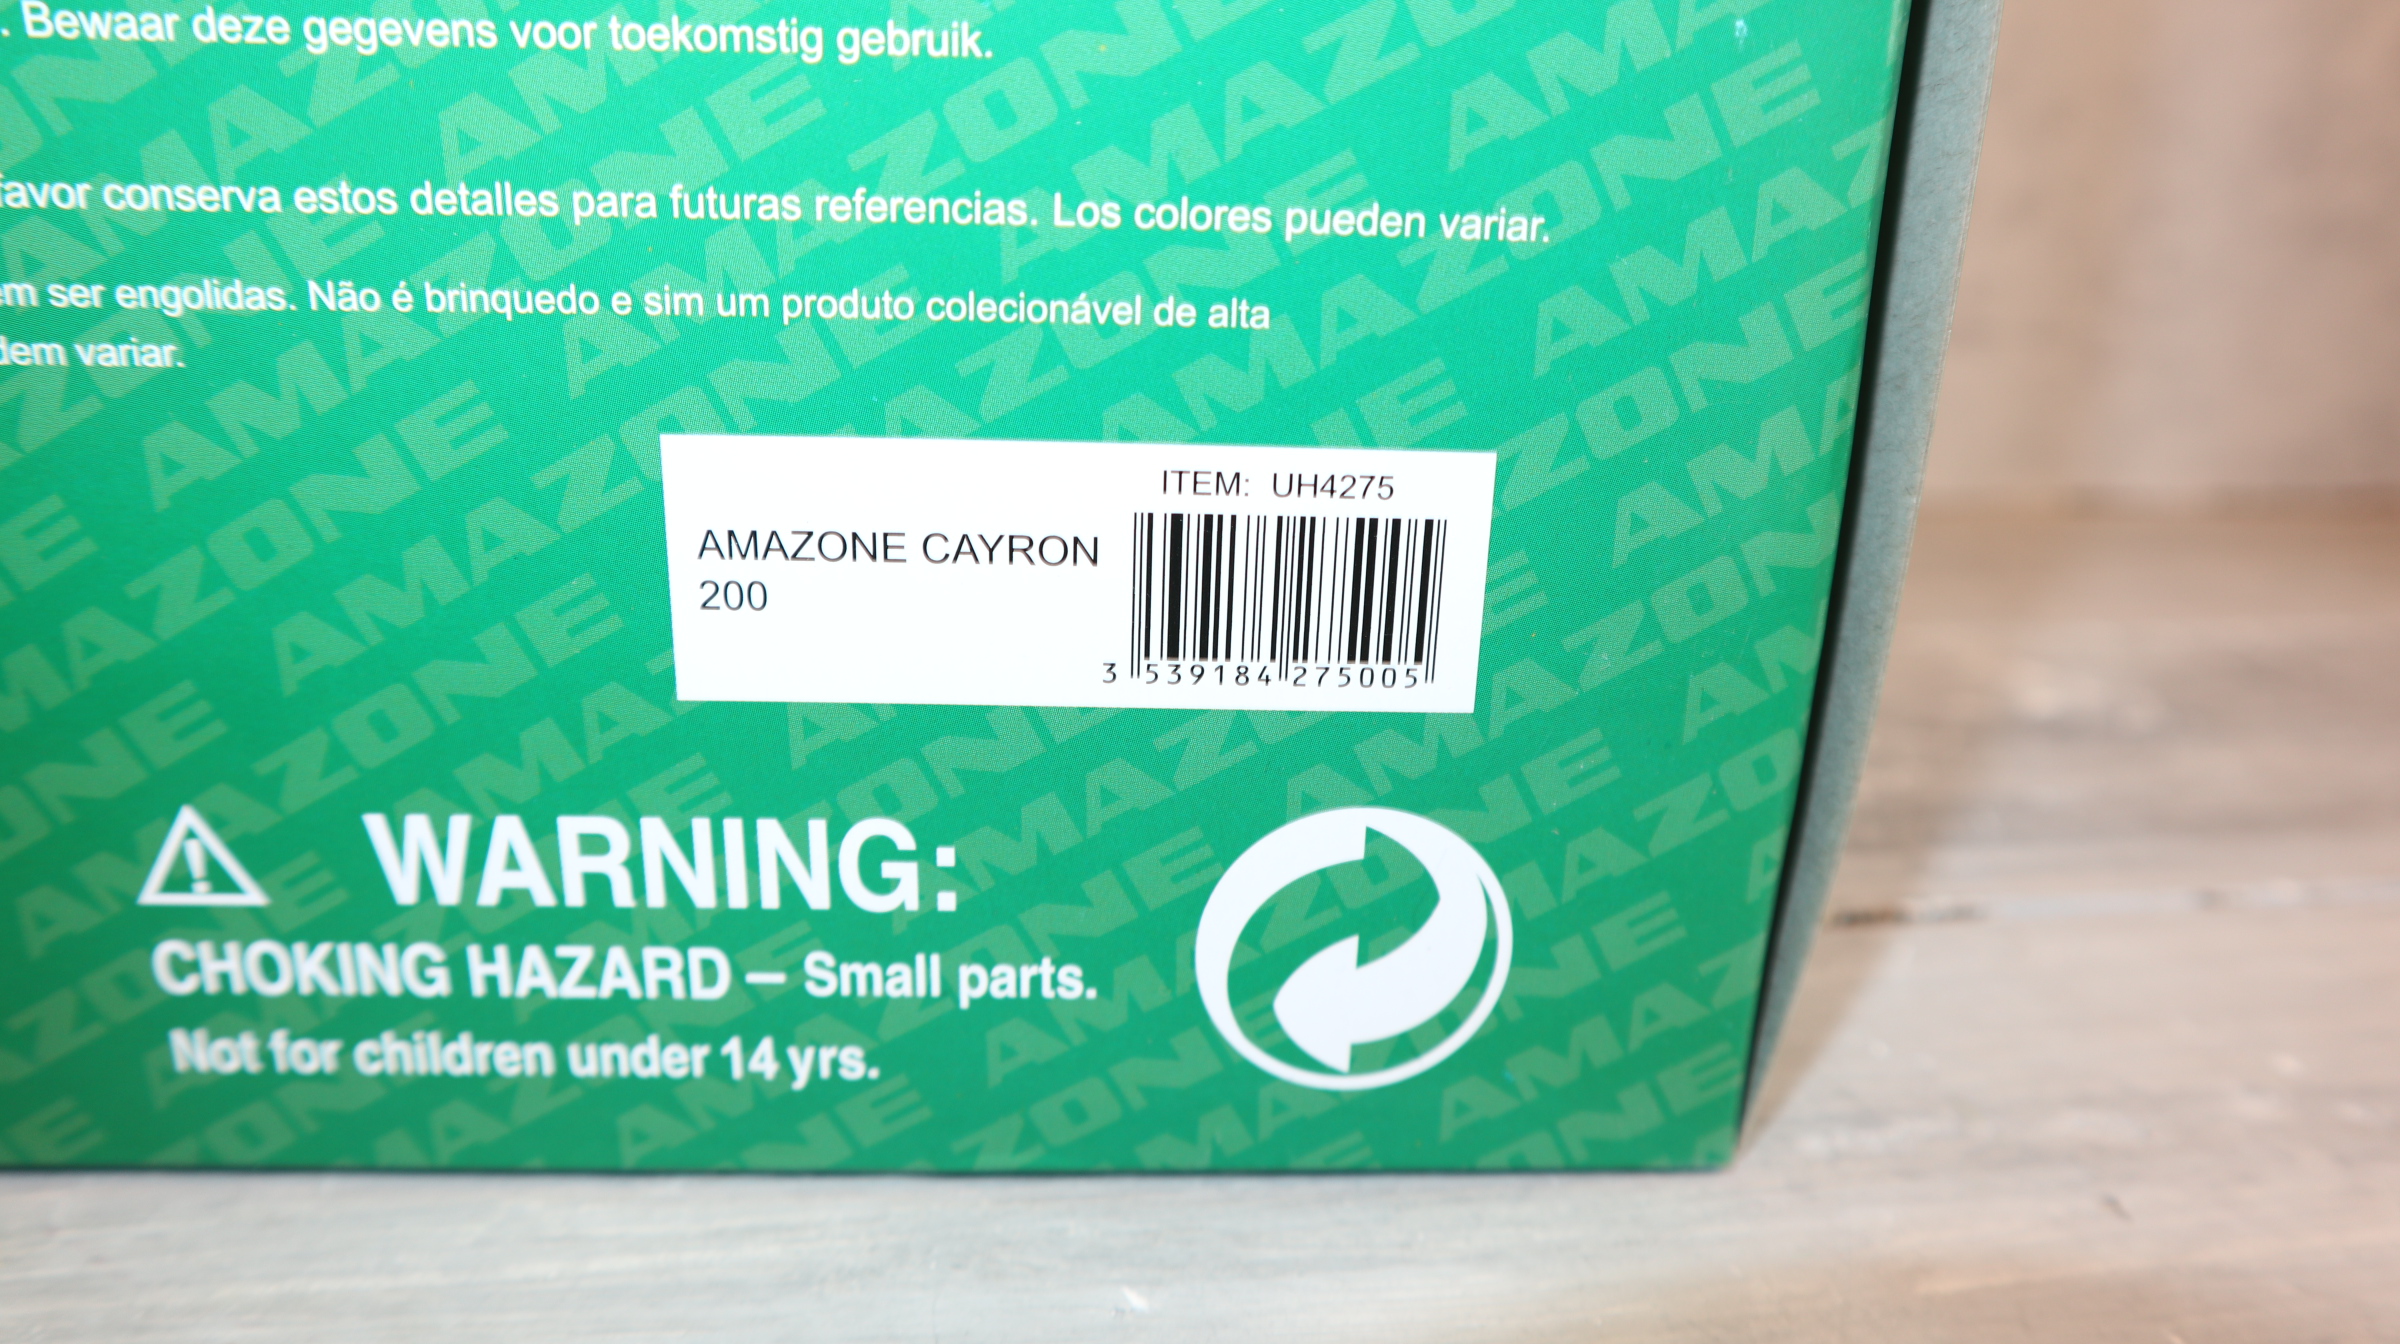 . Bewaar deze gegevens voor toekomstig gebruik.
favor conserva estos detalles para futuras referencias. Los colores pueden variar.
em ser engolidas. Não é brinquedo e sim um produto colecionável de alta
dem variar.
ITEM: UH4275
AMAZONE CAYRON
200
3 539184 275005
WARNING:
CHOKING HAZARD – Small parts.
Not for children under 14 yrs.